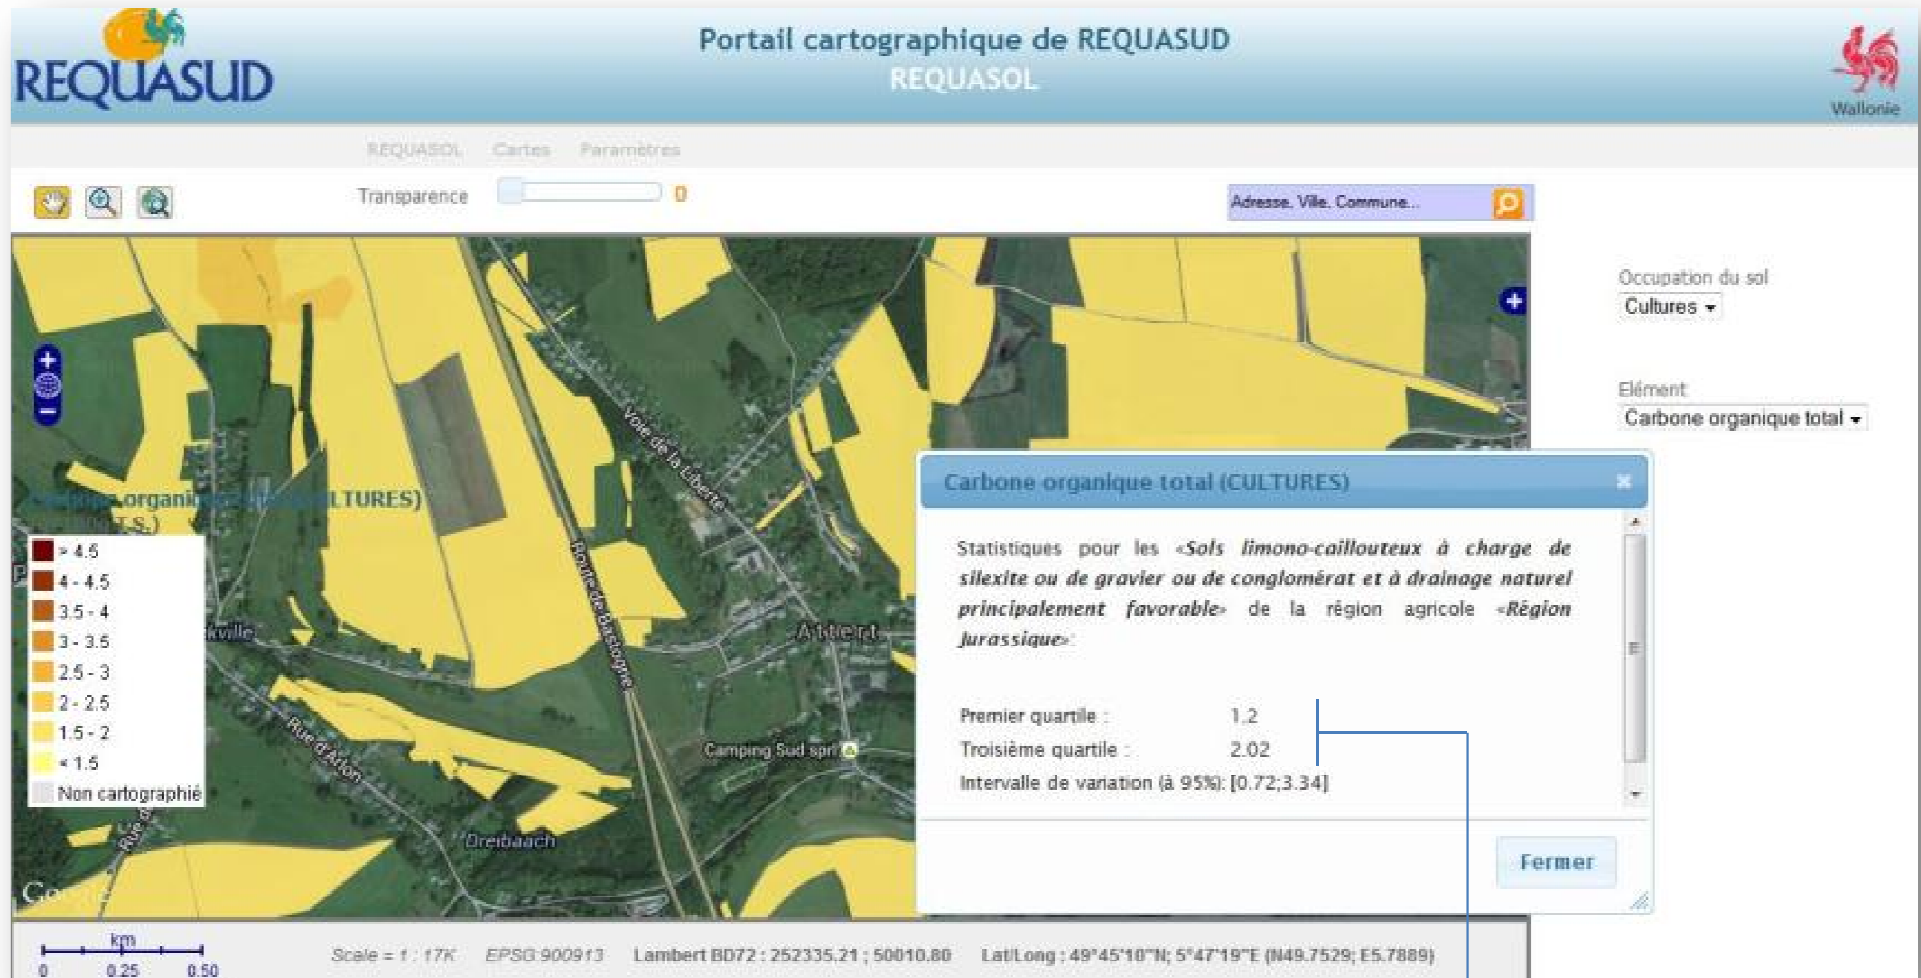 REQUASUD
Portail cartographique de REQUASUD
REQUASOL
Wallonie
REQUASOL Cartes Paramètres
Transparence 0
Adresse, Ville, Commune...
Occupation du sol
Cultures
Elément
Carbone organique total
Voie de la Liberté
Route de Bastogne
Attert
Camping Sud sprl
Rue d'Arlon
Dreibaach
organi LTURES)
T.S.)
> 4.5
4 - 4.5
3.5 - 4
3 - 3.5
2.5 - 3
2 - 2.5
1.5 - 2
< 1.5
Non cartographié
kville
Rue d
Carbone organique total (CULTURES)
Statistiques pour les «Sols limono-caillouteux à charge de
silexite ou de gravier ou de conglomérat et à drainage naturel
principalement favorable» de la région agricole «Région
Jurassique»:
Premier quartile : 1.2
Troisième quartile : 2.02
Intervalle de variation (à 95%): [0.72;3.34]
Fermer
km
0 0.25 0.50
Scale = 1 : 17K EPSG:900913 Lambert BD72 : 252335.21 ; 50010.80 Lat/Long : 49°45'10"N; 5°47'19"E (N49.7529; E5.7889)